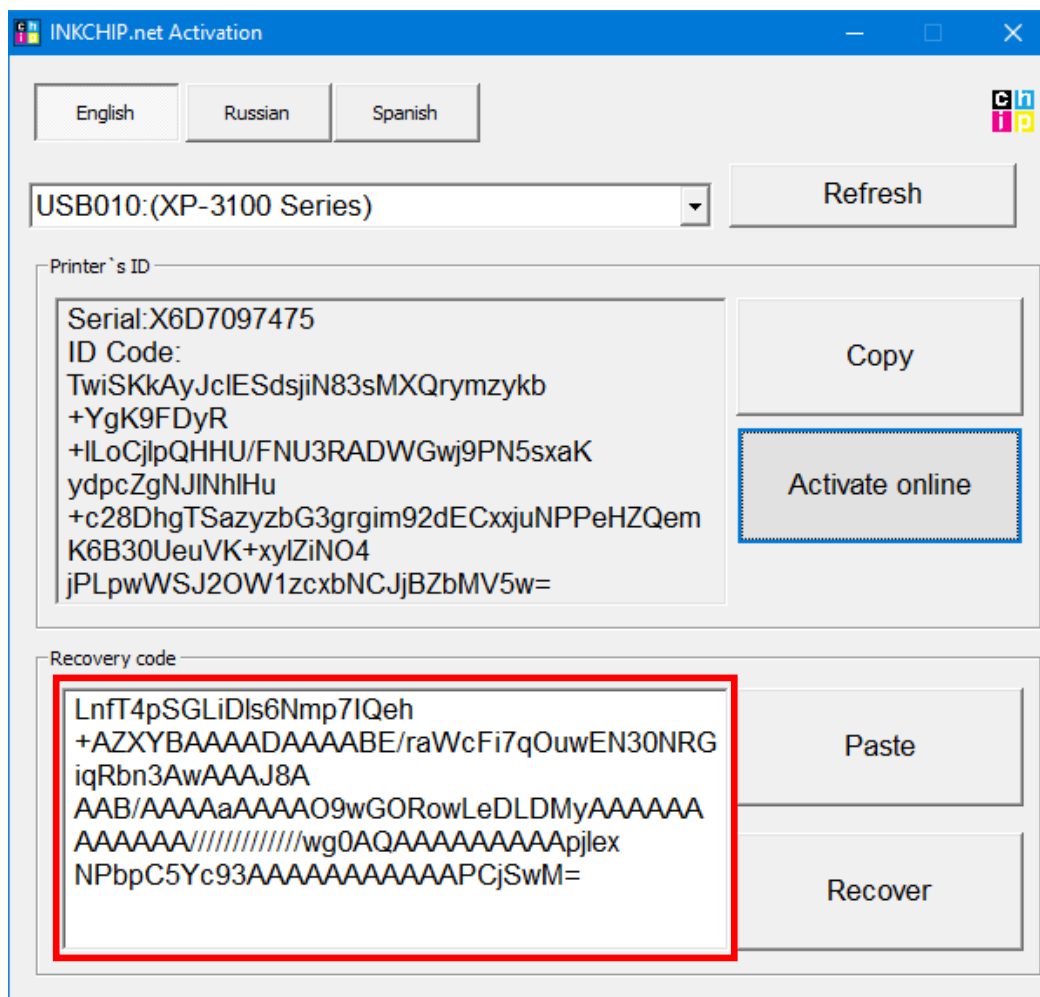 INKCHIP.net Activation
English
Russian
Spanish
chip
USB010:(XP-3100 Series)
Refresh
Printer`s ID
Serial:X6D7097475
ID Code:
TwiSKkAyJclESdsjiN83sMXQrymzykb
+YgK9FDyR
+lLoCjlpQHHU/FNU3RADWGwj9PN5sxaK
ydpcZgNJlNhlHu
+c28DhgTSazyzbG3grgim92dECxxjuNPPeHZQem
K6B30UeuVK+xylZiNO4
jPLpwWSJ2OW1zcxbNCJjBZbMV5w=
Copy
Activate online
Recovery code
LnfT4pSGLiDls6Nmp7IQeh
+AZXYBAAAADAAAABE/raWcFi7qOuwEN30NRG
iqRbn3AwAAAJ8A
AAB/AAAAaAAAAO9wGORowLeDLDMyAAAAAA
AAAAAA/////////////wg0AQAAAAAAAAApjlex
NPbpC5Yc93AAAAAAAAAAAPCjSwM=
Paste
Recover